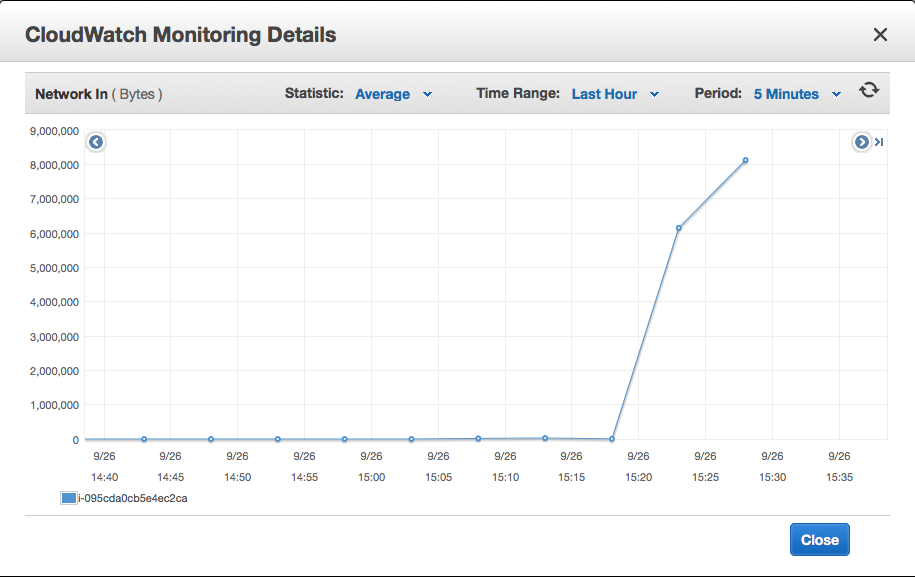 CloudWatch Monitoring Details
Network In ( Bytes ) Statistic: Average Time Range: Last Hour Period: 5 Minutes
9,000,000
8,000,000
7,000,000
6,000,000
5,000,000
4,000,000
3,000,000
2,000,000
1,000,000
0
9/26 9/26 9/26 9/26 9/26 9/26 9/26 9/26 9/26 9/26 9/26 9/26
14:40 14:45 14:50 14:55 15:00 15:05 15:10 15:15 15:20 15:25 15:30 15:35
i-095cda0cb5e4ec2ca
Close